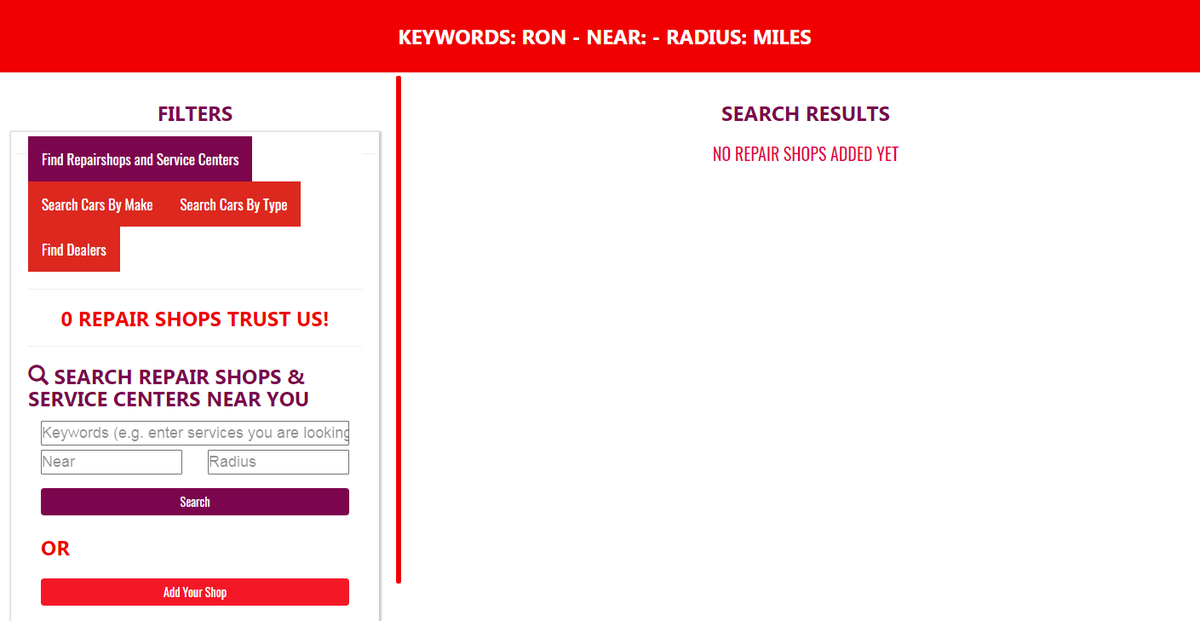 KEYWORDS: RON - NEAR: - RADIUS: MILES
FILTERS
Find Repairshops and Service Centers
Search Cars By Make
Search Cars By Type
Find Dealers
0 REPAIR SHOPS TRUST US!
SEARCH REPAIR SHOPS &
SERVICE CENTERS NEAR YOU
Keywords (e.g. enter services you are looking
Near
Radius
Search
OR
Add Your Shop
SEARCH RESULTS
NO REPAIR SHOPS ADDED YET